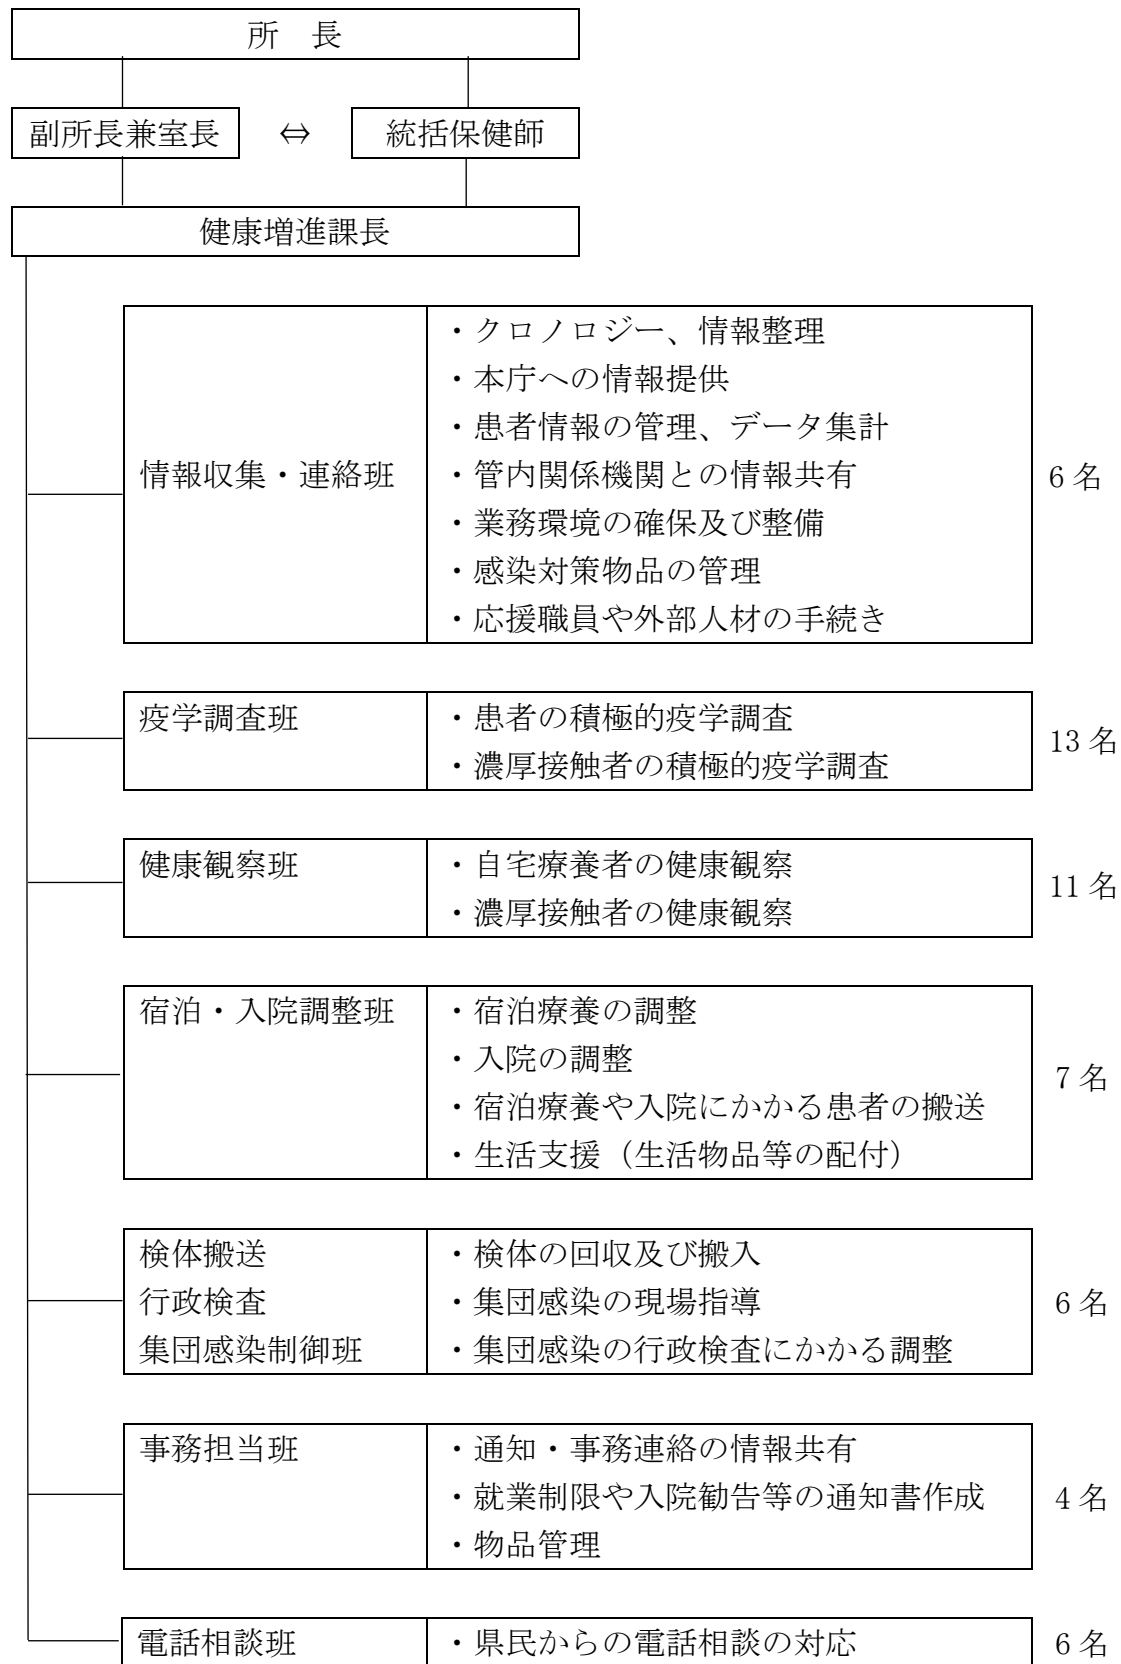 所　長
副所長兼室長　⇔　統括保健師
健康増進課長
情報収集・連絡班
・クロノロジー、情報整理
・本庁への情報提供
・患者情報の管理、データ集計
・管内関係機関との情報共有
・業務環境の確保及び整備
・感染対策物品の管理
・応援職員や外部人材の手続き
6 名
疫学調査班
・患者の積極的疫学調査
・濃厚接触者の積極的疫学調査
13 名
健康観察班
・自宅療養者の健康観察
・濃厚接触者の健康観察
11 名
宿泊・入院調整班
・宿泊療養の調整
・入院の調整
・宿泊療養や入院にかかる患者の搬送
・生活支援（生活物品等の配付）
7 名
検体搬送
行政検査
集団感染制御班
・検体の回収及び搬入
・集団感染の現場指導
・集団感染の行政検査にかかる調整
6 名
事務担当班
・通知・事務連絡の情報共有
・就業制限や入院勧告等の通知書作成
・物品管理
4 名
電話相談班
・県民からの電話相談の対応
6 名